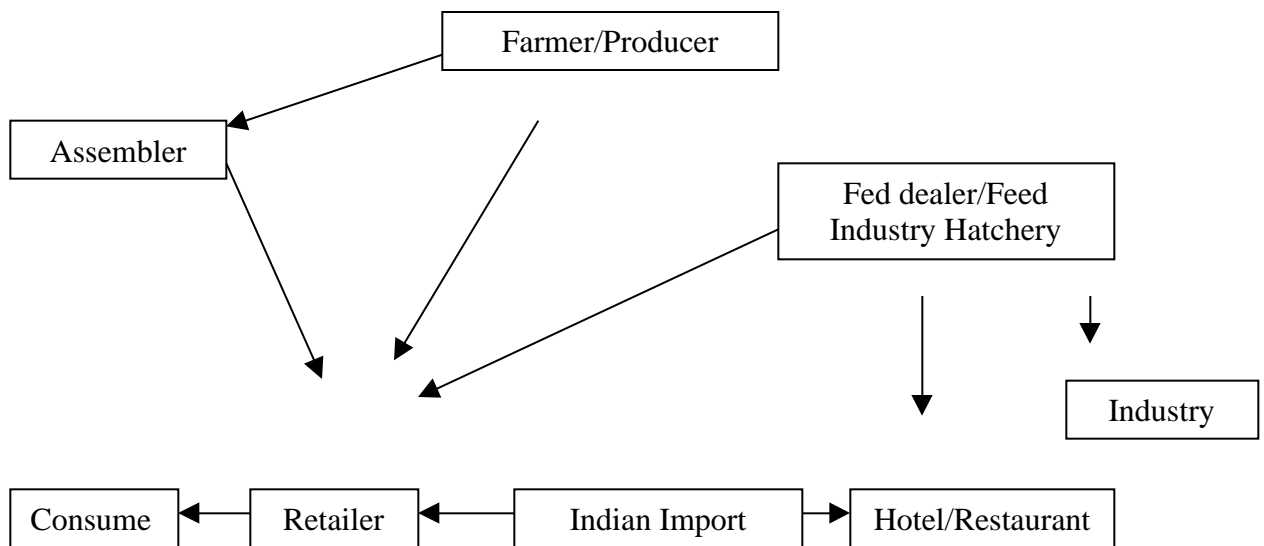 Farmer/Producer
Assembler
Fed dealer/Feed
Industry Hatchery
Industry
Consume
Retailer
Indian Import
Hotel/Restaurant